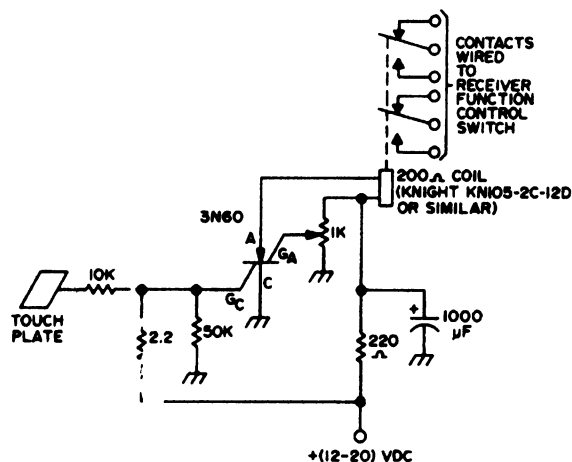 CONTACTS
WIRED
TO
RECEIVER
FUNCTION
CONTROL
SWITCH
200Ω COIL
(KNIGHT KN105-2C-12D
OR SIMILAR)
3N60
A
GA
1K
C
GC
10K
TOUCH
PLATE
2.2
50K
220
Ω
+
1000
µF
+(12-20) VDC